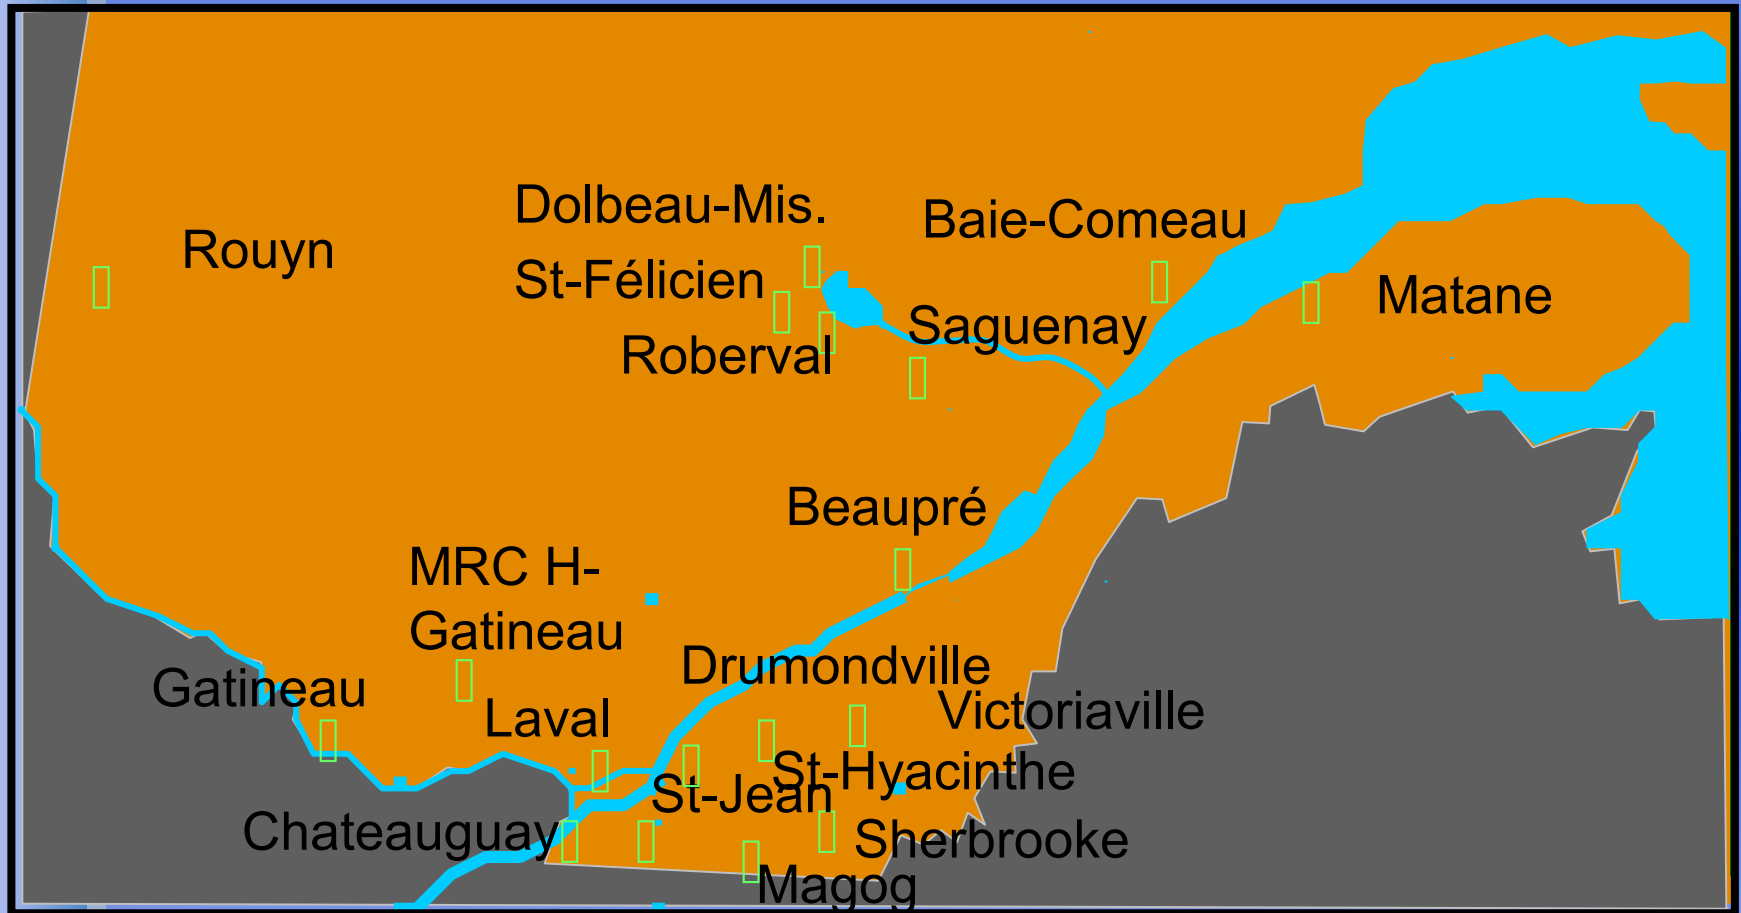 Dolbeau-Mis.
Baie-Comeau
Rouyn
St-Félicien
Matane
Saguenay
Roberval
Beaupré
MRC H-
Gatineau
Drumondville
Gatineau
Laval
Victoriaville
St-Hyacinthe
St-Jean
Chateauguay
Sherbrooke
Magog